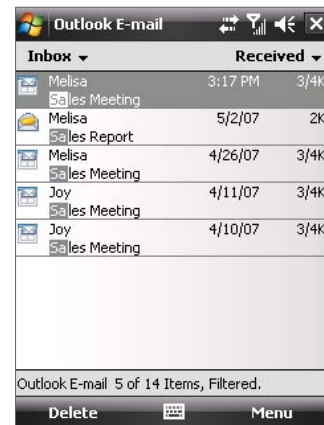 Outlook E-mail
Inbox Received
Melisa 3:17 PM 3/4K
Sales Meeting
Melisa 5/2/07 2K
Sales Report
Melisa 4/26/07 3/4K
Sales Meeting
Joy 4/11/07 3/4K
Sales Meeting
Joy 4/10/07 3/4K
Sales Meeting
Outlook E-mail 5 of 14 Items, Filtered.
Delete Menu